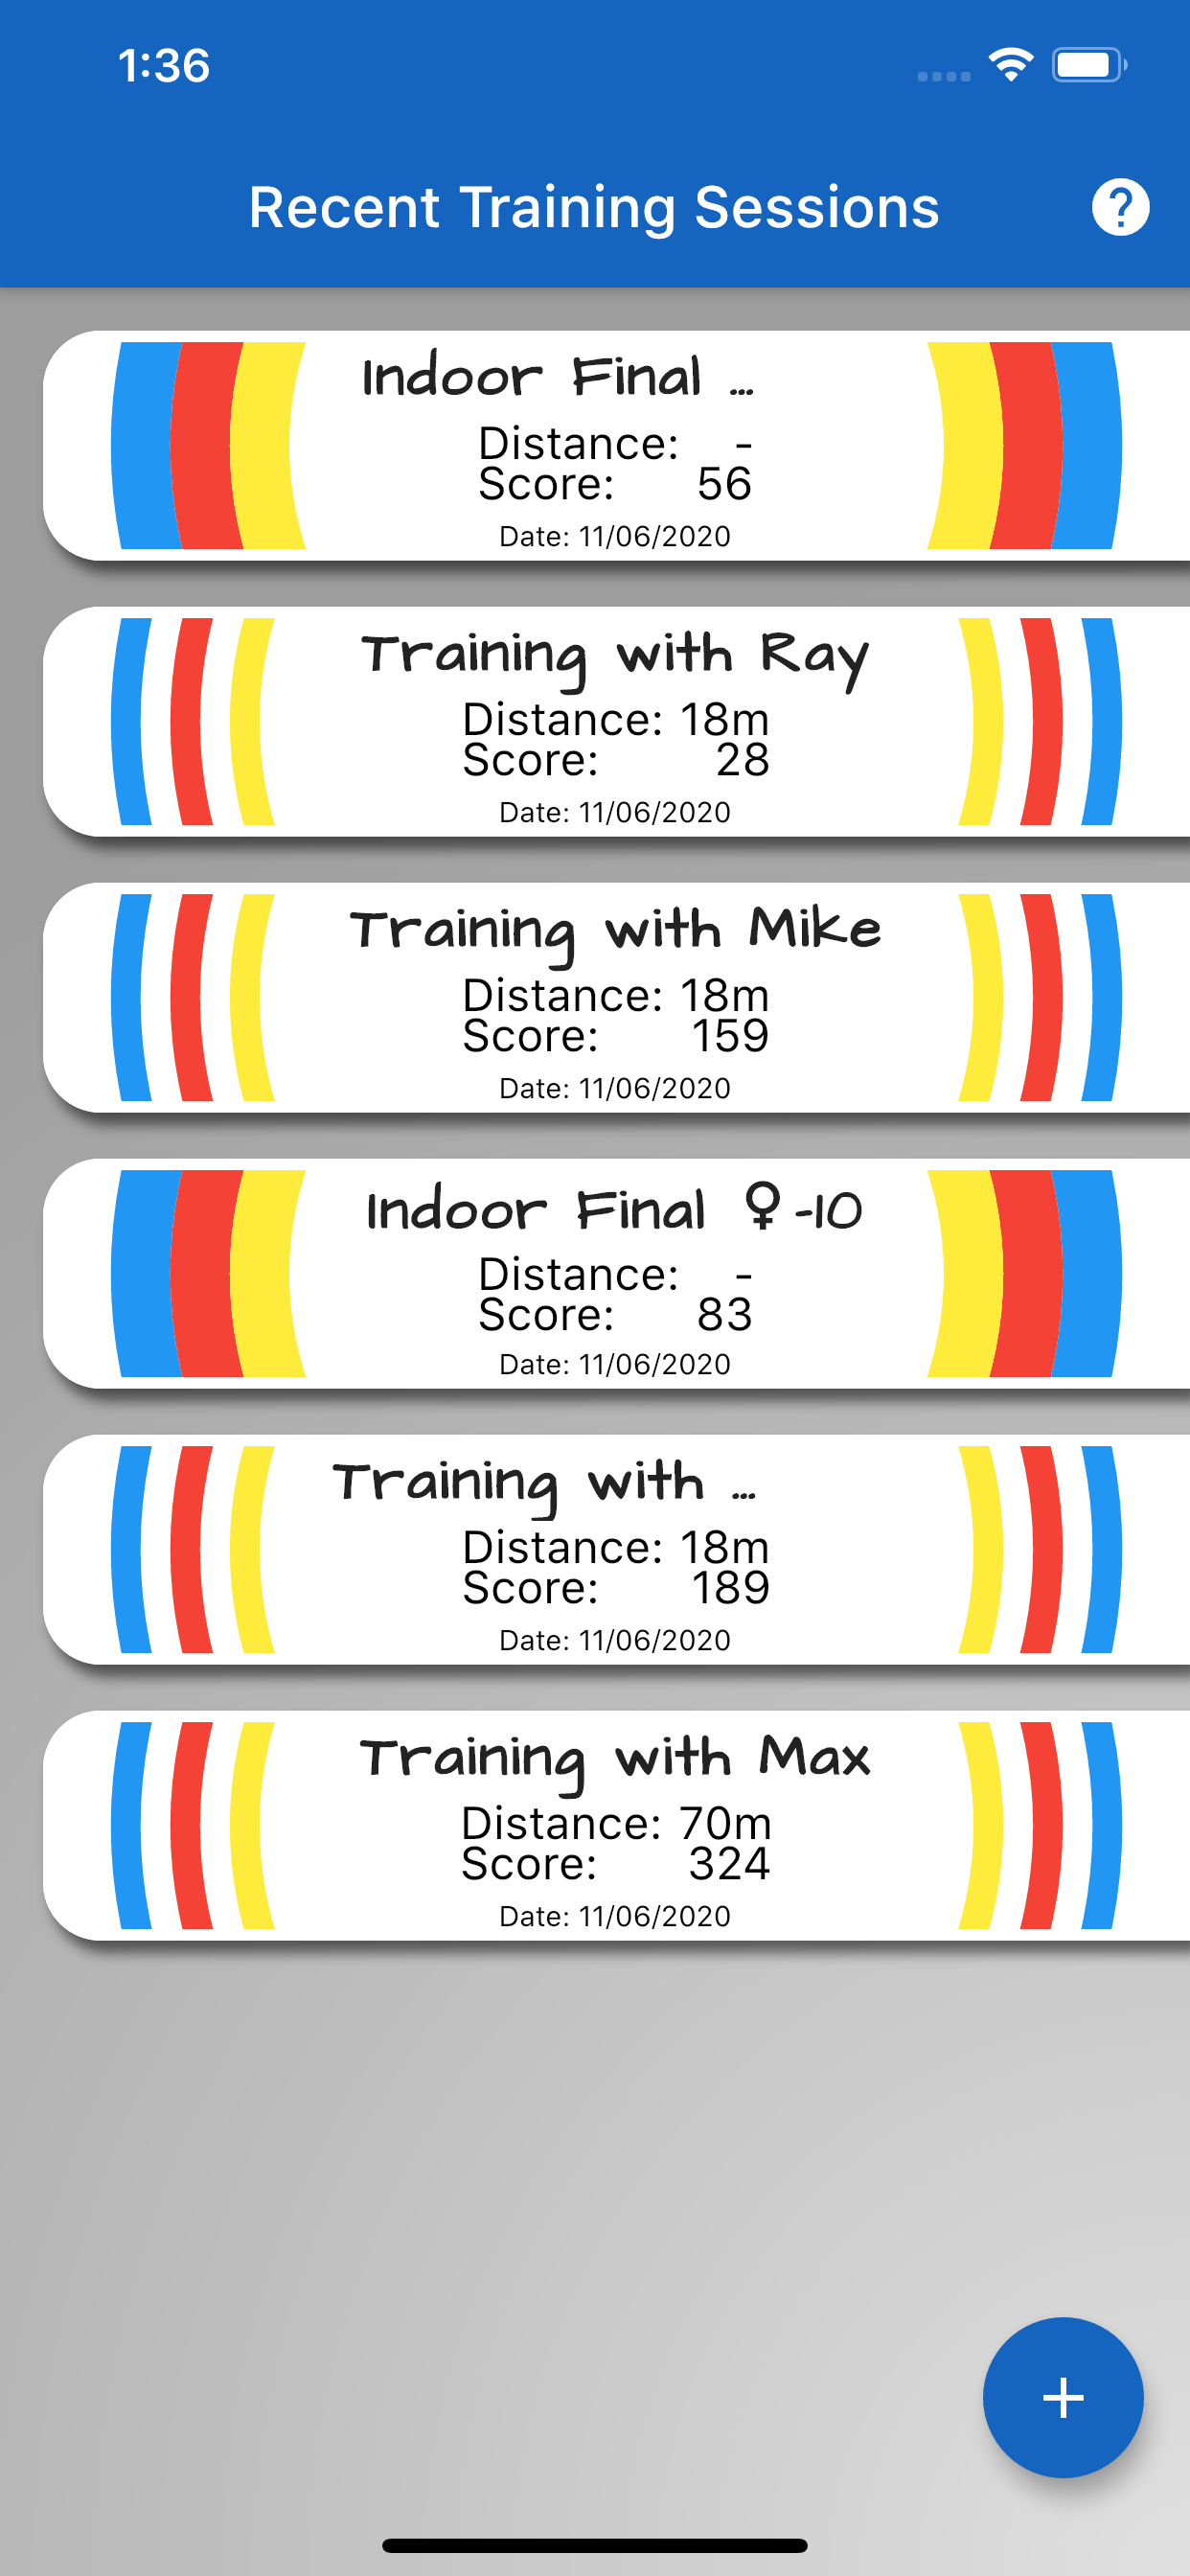 1:36
Recent Training Sessions ?
Indoor Final ...
Distance: -
Score: 56
Date: 11/06/2020
Training with Ray
Distance: 18m
Score: 28
Date: 11/06/2020
Training with Mike
Distance: 18m
Score: 159
Date: 11/06/2020
Indoor Final ♀-10
Distance: -
Score: 83
Date: 11/06/2020
Training with ...
Distance: 18m
Score: 189
Date: 11/06/2020
Training with Max
Distance: 70m
Score: 324
Date: 11/06/2020
+